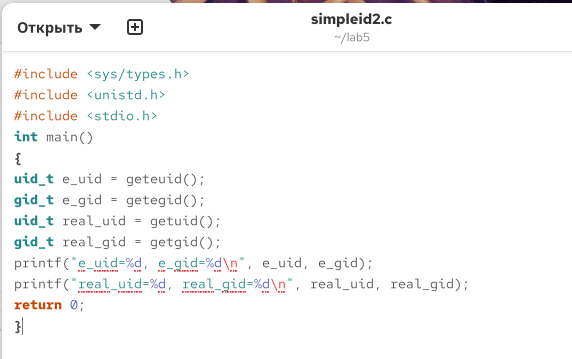 Открыть
simpleid2.c
~/lab5
#include <sys/types.h>
#include <unistd.h>
#include <stdio.h>
int main()
{
uid_t e_uid = geteuid();
gid_t e_gid = getegid();
uid_t real_uid = getuid();
gid_t real_gid = getgid();
printf("e_uid=%d, e_gid=%d\n", e_uid, e_gid);
printf("real_uid=%d, real_gid=%d\n", real_uid, real_gid);
return 0;
}